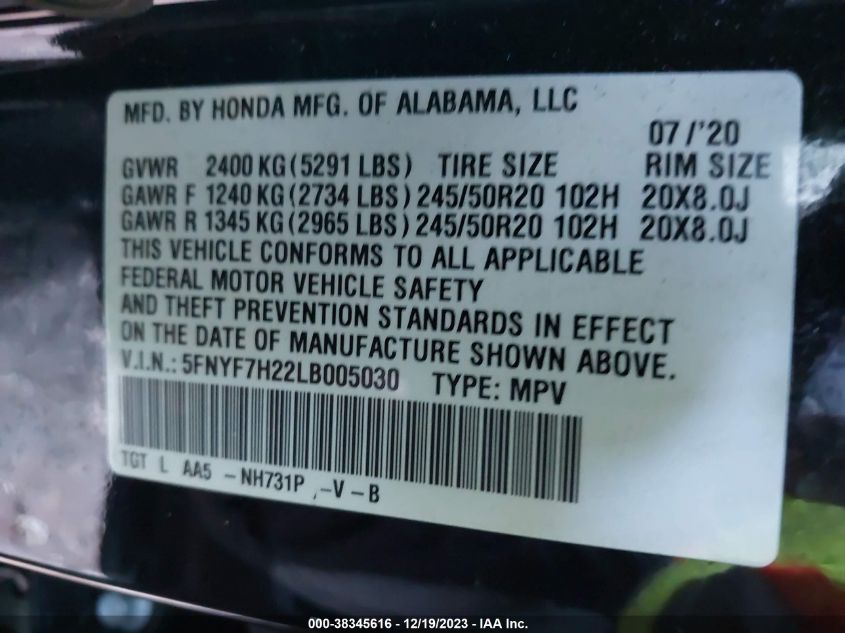 MFD. BY HONDA MFG. OF ALABAMA, LLC
07/'20
GVWR 2400 KG (5291 LBS) TIRE SIZE RIM SIZE
GAWR F 1240 KG (2734 LBS) 245/50R20 102H 20X8.0J
GAWR R 1345 KG (2965 LBS) 245/50R20 102H 20X8.0J
THIS VEHICLE CONFORMS TO ALL APPLICABLE
FEDERAL MOTOR VEHICLE SAFETY
AND THEFT PREVENTION STANDARDS IN EFFECT
ON THE DATE OF MANUFACTURE SHOWN ABOVE.
V.I.N.: 5FNYF7H22LB005030 TYPE: MPV
TGT L AA5 -NH731P ,-V-B
000-38345616 - 12/19/2023 - IAA Inc.